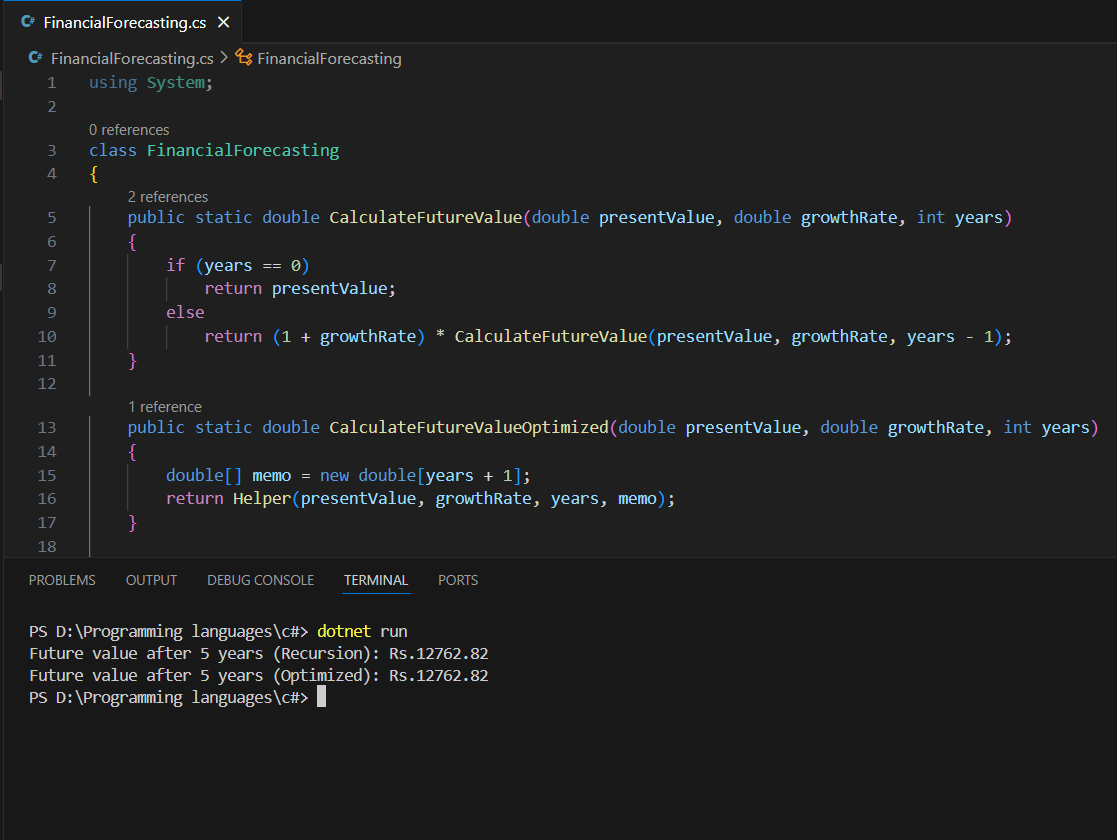 FinancialForecasting.cs
FinancialForecasting.cs > FinancialForecasting
1 using System;
2
0 references
3 class FinancialForecasting
4 {
2 references
5 public static double CalculateFutureValue(double presentValue, double growthRate, int years)
6 {
7 if (years == 0)
8 return presentValue;
9 else
10 return (1 + growthRate) * CalculateFutureValue(presentValue, growthRate, years - 1);
11 }
12
1 reference
13 public static double CalculateFutureValueOptimized(double presentValue, double growthRate, int years)
14 {
15 double[] memo = new double[years + 1];
16 return Helper(presentValue, growthRate, years, memo);
17 }
18
PROBLEMS OUTPUT DEBUG CONSOLE TERMINAL PORTS
PS D:\Programming languages\c#> dotnet run
Future value after 5 years (Recursion): Rs.12762.82
Future value after 5 years (Optimized): Rs.12762.82
PS D:\Programming languages\c#>